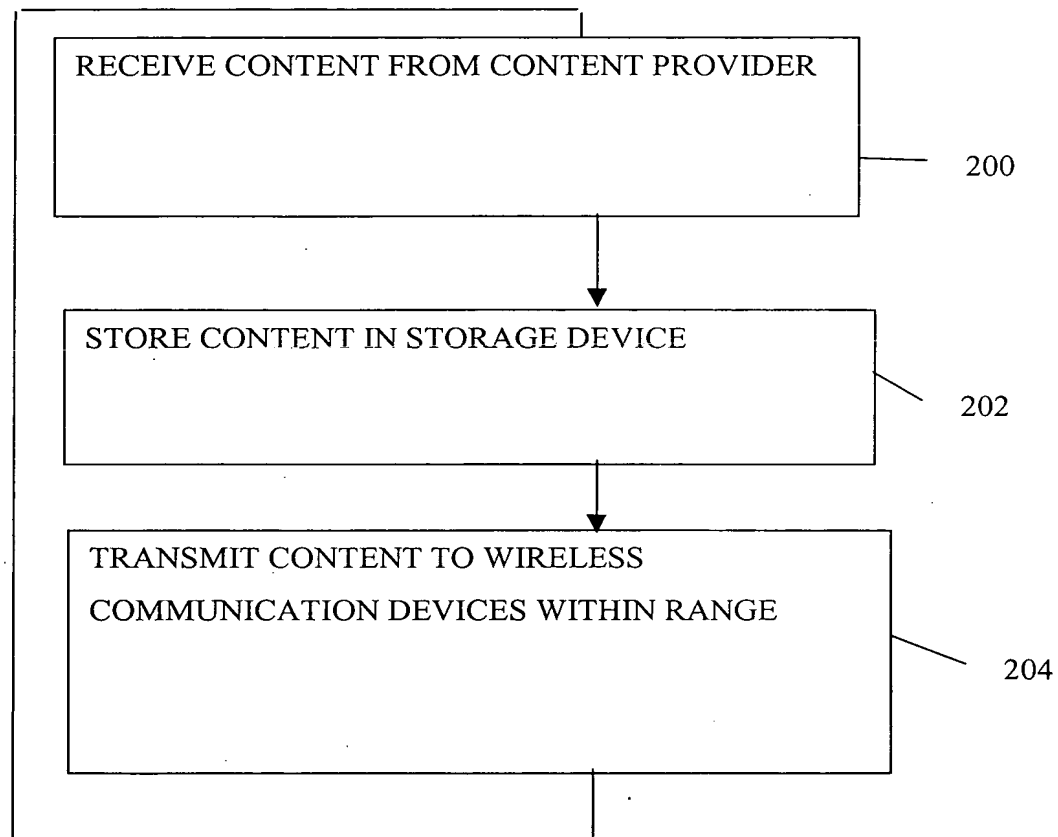 RECEIVE CONTENT FROM CONTENT PROVIDER
200
STORE CONTENT IN STORAGE DEVICE
202
TRANSMIT CONTENT TO WIRELESS
COMMUNICATION DEVICES WITHIN RANGE
204